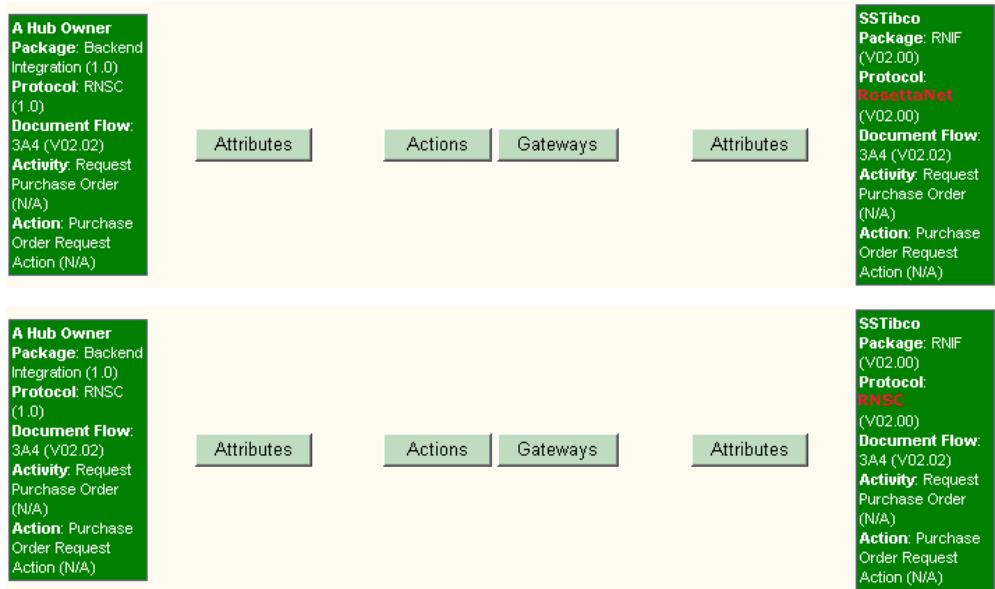 A Hub Owner
Package: Backend
Integration (1.0)
Protocol: RNSC
(1.0)
Document Flow:
3A4 (V02.02)
Activity: Request
Purchase Order
(N/A)
Action: Purchase
Order Request
Action (N/A)
Attributes
Actions
Gateways
Attributes
SSTibco
Package: RNIF
(V02.00)
Protocol:
RosettaNet
(V02.00)
Document Flow:
3A4 (V02.02)
Activity: Request
Purchase Order
(N/A)
Action: Purchase
Order Request
Action (N/A)
A Hub Owner
Package: Backend
Integration (1.0)
Protocol: RNSC
(1.0)
Document Flow:
3A4 (V02.02)
Activity: Request
Purchase Order
(N/A)
Action: Purchase
Order Request
Action (N/A)
Attributes
Actions
Gateways
Attributes
SSTibco
Package: RNIF
(V02.00)
Protocol:
RNSC
(V02.00)
Document Flow:
3A4 (V02.02)
Activity: Request
Purchase Order
(N/A)
Action: Purchase
Order Request
Action (N/A)